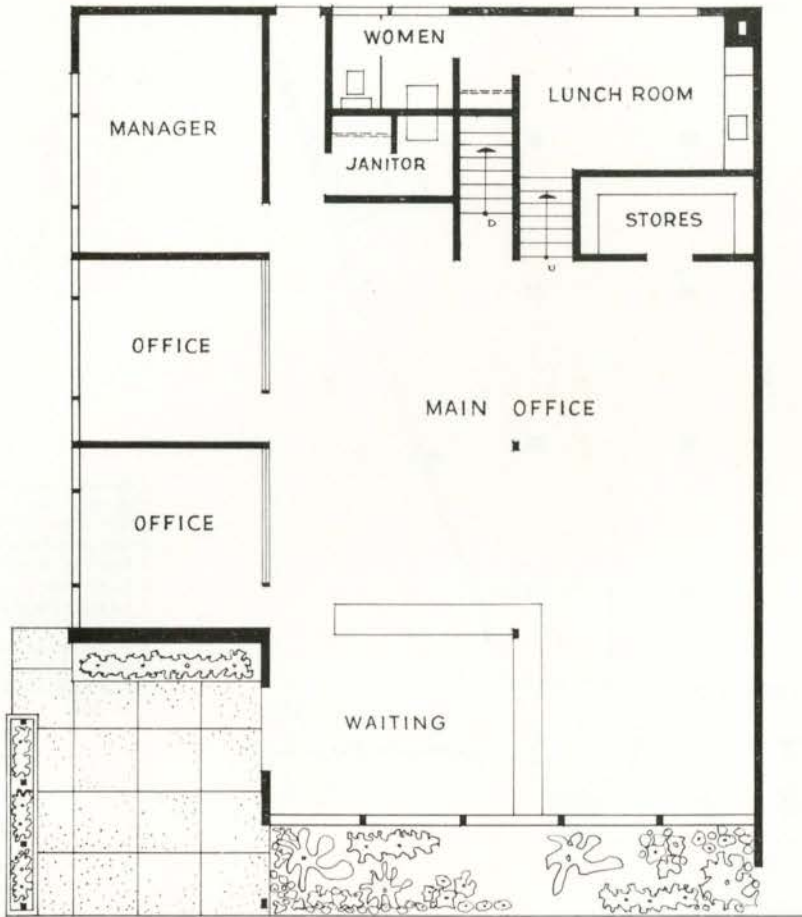 WOMEN
LUNCH ROOM
MANAGER
JANITOR
STORES
D
U
OFFICE
MAIN OFFICE
OFFICE
WAITING